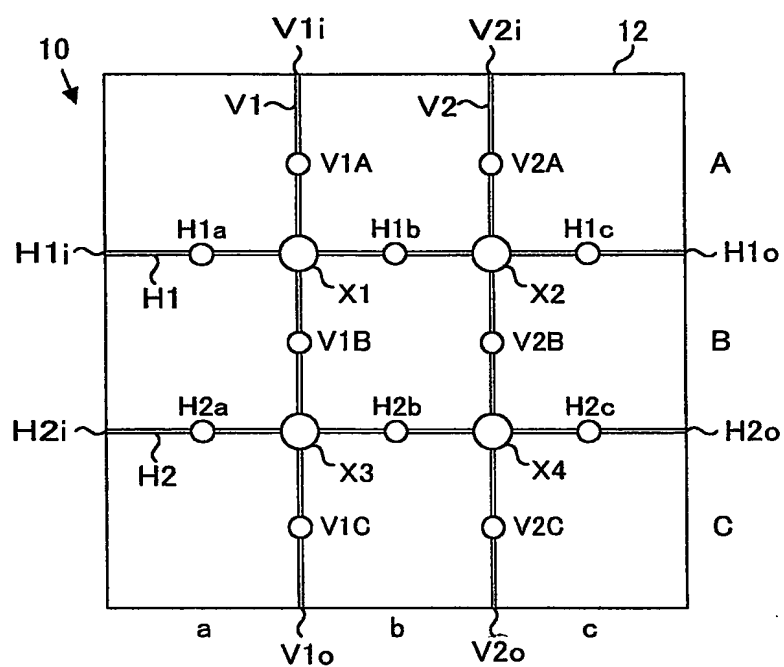 V1i V2i
10 12
V1 V2
V1A V2A A
H1a H1b H1c
H1i H1o
H1 X1 X2
V1B V2B B
H2a H2b H2c
H2i H2o
H2 X3 X4
V1C V2C C
a b c
V1o V2o